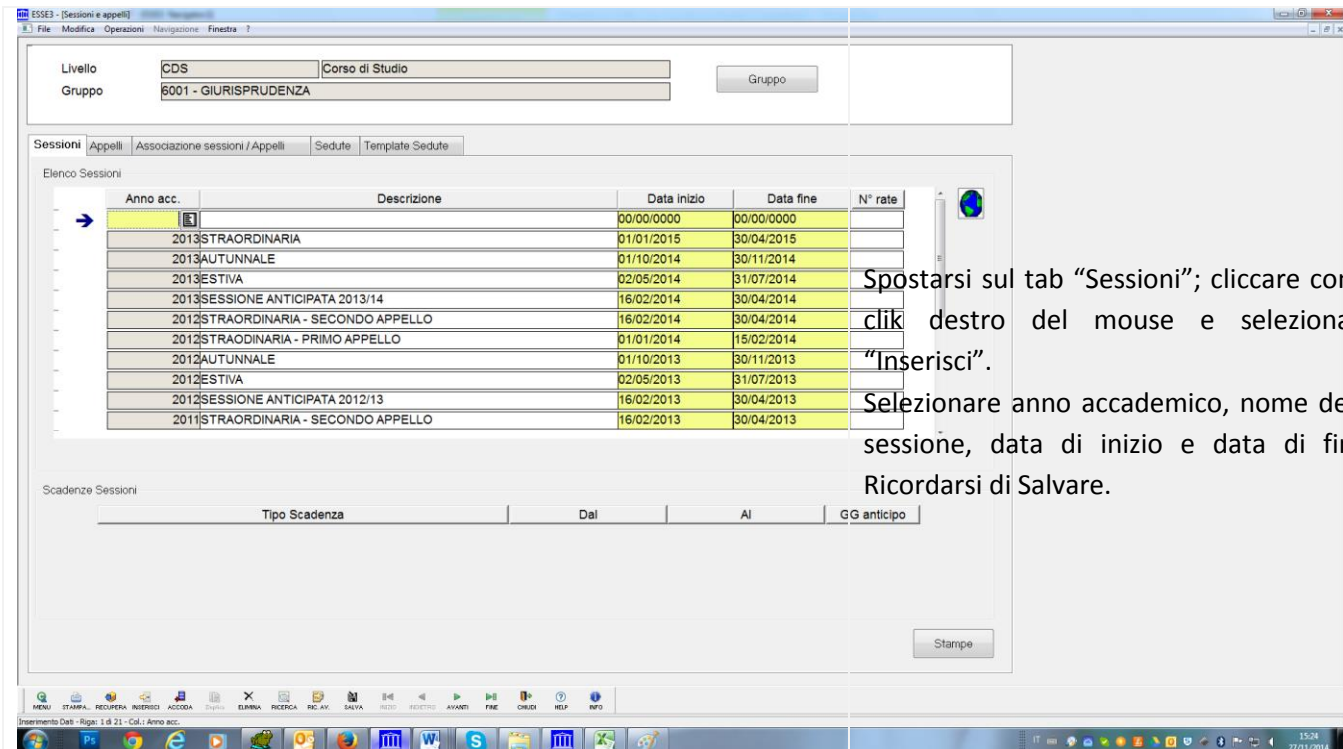 ESSE3 - [Sessioni e appelli]
File Modifica Operazioni Navigazione Finestra ?
Livello CDS Corso di Studio
Gruppo 6001 - GIURISPRUDENZA
Gruppo
Sessioni Appelli Associazione sessioni / Appelli Sedute Template Sedute
Elenco Sessioni
Anno acc. Descrizione Data inizio Data fine N° rate
00/00/0000 00/00/0000
2013 STRAORDINARIA 01/01/2015 30/04/2015
2013 AUTUNNALE 01/10/2014 30/11/2014
2013 ESTIVA 02/05/2014 31/07/2014
2013 SESSIONE ANTICIPATA 2013/14 16/02/2014 30/04/2014
2012 STRAORDINARIA - SECONDO APPELLO 16/02/2014 30/04/2014
2012 STRAODINARIA - PRIMO APPELLO 01/01/2014 15/02/2014
2012 AUTUNNALE 01/10/2013 30/11/2013
2012 ESTIVA 02/05/2013 31/07/2013
2012 SESSIONE ANTICIPATA 2012/13 16/02/2013 30/04/2013
2011 STRAORDINARIA - SECONDO APPELLO 16/02/2013 30/04/2013
Spostarsi sul tab “Sessioni”; cliccare con
clik destro del mouse e seleziona
“Inserisci”.
Selezionare anno accademico, nome de
sessione, data di inizio e data di fin
Ricordarsi di Salvare.
Scadenze Sessioni
Tipo Scadenza Dal Al GG anticipo
Stampe
MENU STAMPA.. RECUPERA INSERISCI ACCODA Duplica ELIMINA RICERCA RIC. AV. SALVA INIZIO INDIETRO AVANTI FINE CHIUDI HELP INFO
Inserimento Dati - Riga: 1 di 21 - Col.: Anno acc.
IT 15:24
27/11/2014